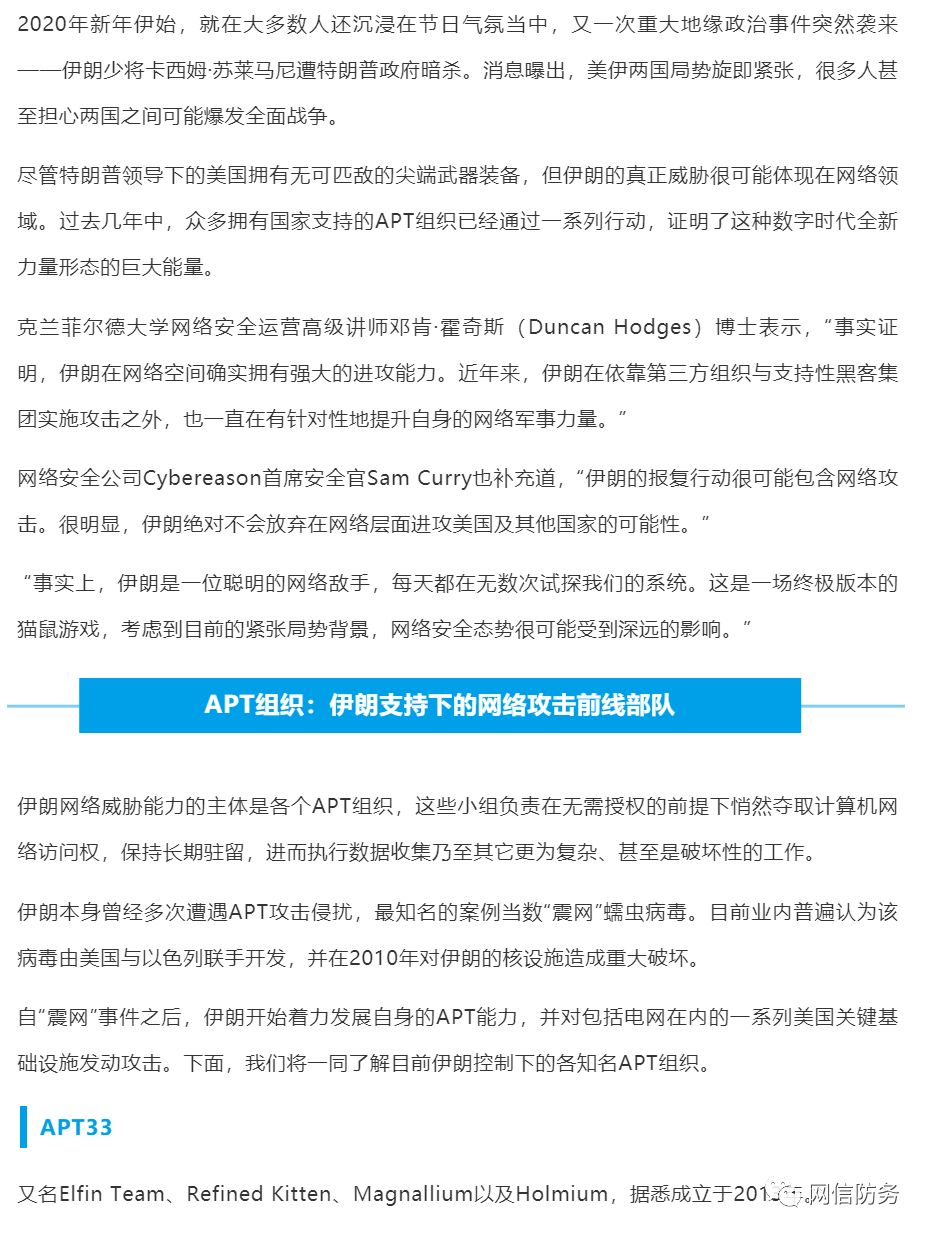 2020年新年伊始，就在大多数人还沉浸在节日气氛当中，又一次重大地缘政治事件突然袭来
——伊朗少将卡西姆·苏莱马尼遭特朗普政府暗杀。消息曝出，美伊两国局势旋即紧张，很多人甚
至担心两国之间可能爆发全面战争。
尽管特朗普领导下的美国拥有无可匹敌的尖端武器装备，但伊朗的真正威胁很可能体现在网络领
域。过去几年中，众多拥有国家支持的APT组织已经通过一系列行动，证明了这种数字时代全新
力量形态的巨大能量。
克兰菲尔德大学网络安全运营高级讲师邓肯·霍奇斯（Duncan Hodges）博士表示，“事实证
明，伊朗在网络空间确实拥有强大的进攻能力。近年来，伊朗在依靠第三方组织与支持性黑客集
团实施攻击之外，也一直在有针对性地提升自身的网络军事力量。”
网络安全公司Cybereason首席安全官Sam Curry也补充道，“伊朗的报复行动很可能包含网络攻
击。很明显，伊朗绝对不会放弃在网络层面进攻美国及其他国家的可能性。”
“事实上，伊朗是一位聪明的网络敌手，每天都在无数次试探我们的系统。这是一场终极版本的
猫鼠游戏，考虑到目前的紧张局势背景，网络安全态势很可能受到深远的影响。”
APT组织：伊朗支持下的网络攻击前线部队
伊朗网络威胁能力的主体是各个APT组织，这些小组负责在无需授权的前提下悄然夺取计算机网
络访问权，保持长期驻留，进而执行数据收集乃至其它更为复杂、甚至是破坏性的工作。
伊朗本身曾经多次遭遇APT攻击侵扰，最知名的案例当数“震网”蠕虫病毒。目前业内普遍认为该
病毒由美国与以色列联手开发，并在2010年对伊朗的核设施造成重大破坏。
自“震网”事件之后，伊朗开始着力发展自身的APT能力，并对包括电网在内的一系列美国关键基
础设施发动攻击。下面，我们将一同了解目前伊朗控制下的各知名APT组织。
APT33
又名Elfin Team、Refined Kitten、Magnallium以及Holmium，据悉成立于
网信防务